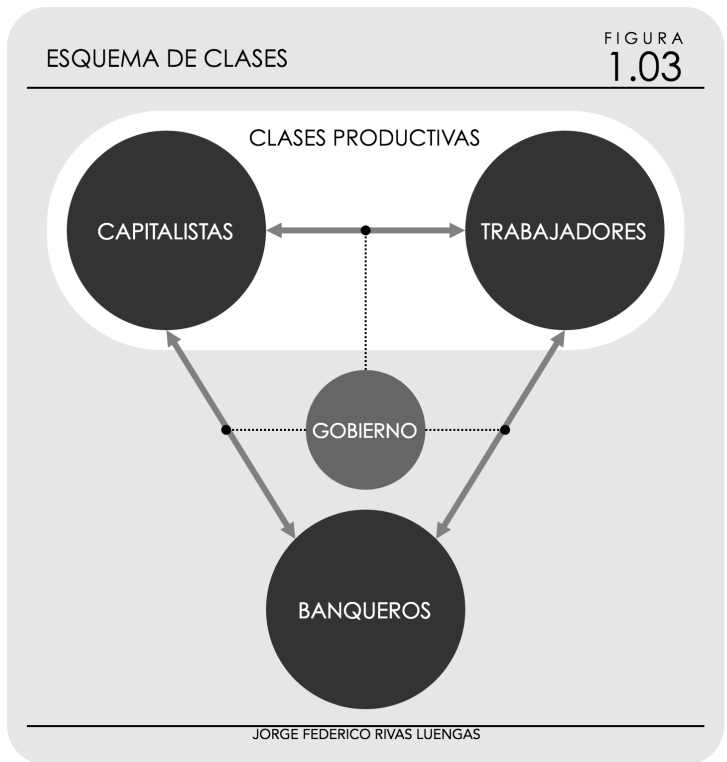 ESQUEMA DE CLASES
FIGURA
1.03
CLASES PRODUCTIVAS
CAPITALISTAS
TRABAJADORES
GOBIERNO
BANQUEROS
JORGE FEDERICO RIVAS LUENGAS